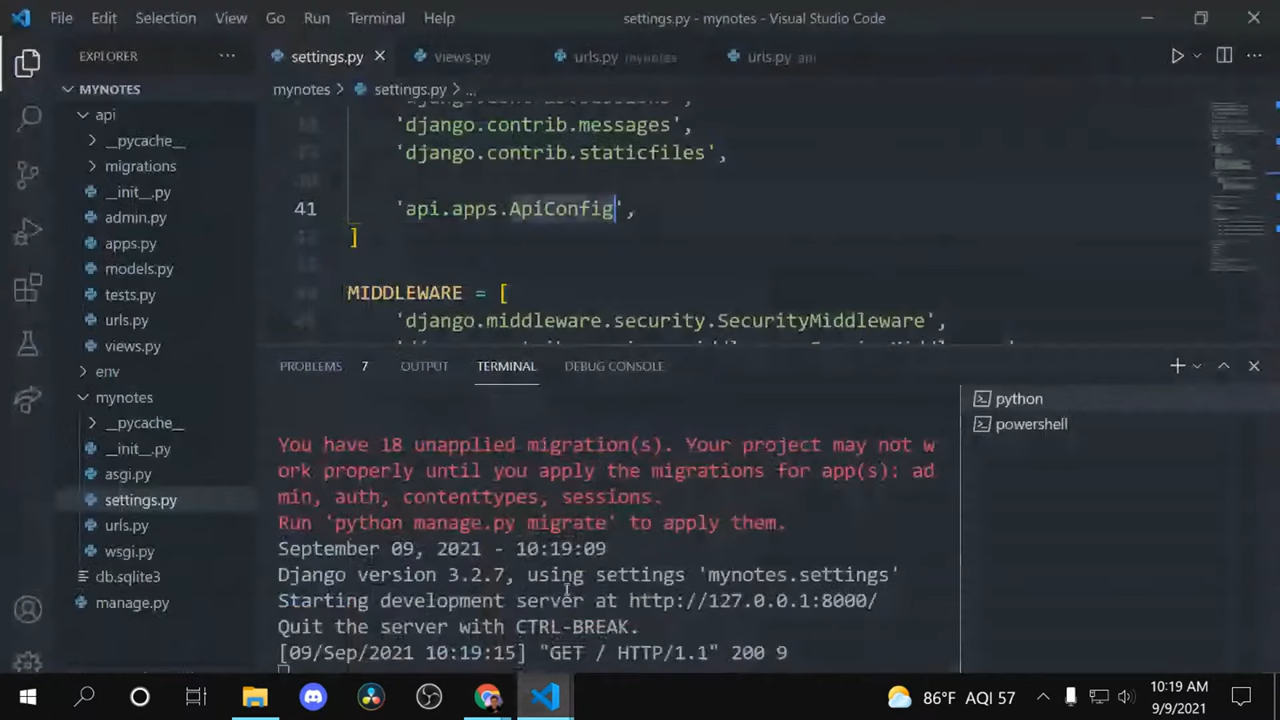 File Edit Selection View Go Run Terminal Help
settings.py - mynotes - Visual Studio Code
EXPLORER
settings.py
views.py
urls.py mynotes
urls.py api
MYNOTES
api
__pycache__
migrations
__init__.py
admin.py
apps.py
models.py
tests.py
urls.py
views.py
env
mynotes
__pycache__
__init__.py
asgi.py
settings.py
urls.py
wsgi.py
db.sqlite3
manage.py
mynotes > settings.py > ...
'django.contrib.messages',
'django.contrib.staticfiles',
41 'api.apps.ApiConfig',
]
MIDDLEWARE = [
'django.middleware.security.SecurityMiddleware',
PROBLEMS 7 OUTPUT TERMINAL DEBUG CONSOLE
You have 18 unapplied migration(s). Your project may not w
ork properly until you apply the migrations for app(s): ad
min, auth, contenttypes, sessions.
Run 'python manage.py migrate' to apply them.
September 09, 2021 - 10:19:09
Django version 3.2.7, using settings 'mynotes.settings'
Starting development server at http://127.0.0.1:8000/
Quit the server with CTRL-BREAK.
[09/Sep/2021 10:19:15] "GET / HTTP/1.1" 200 9
python
powershell
86°F AQI 57
10:19 AM
9/9/2021